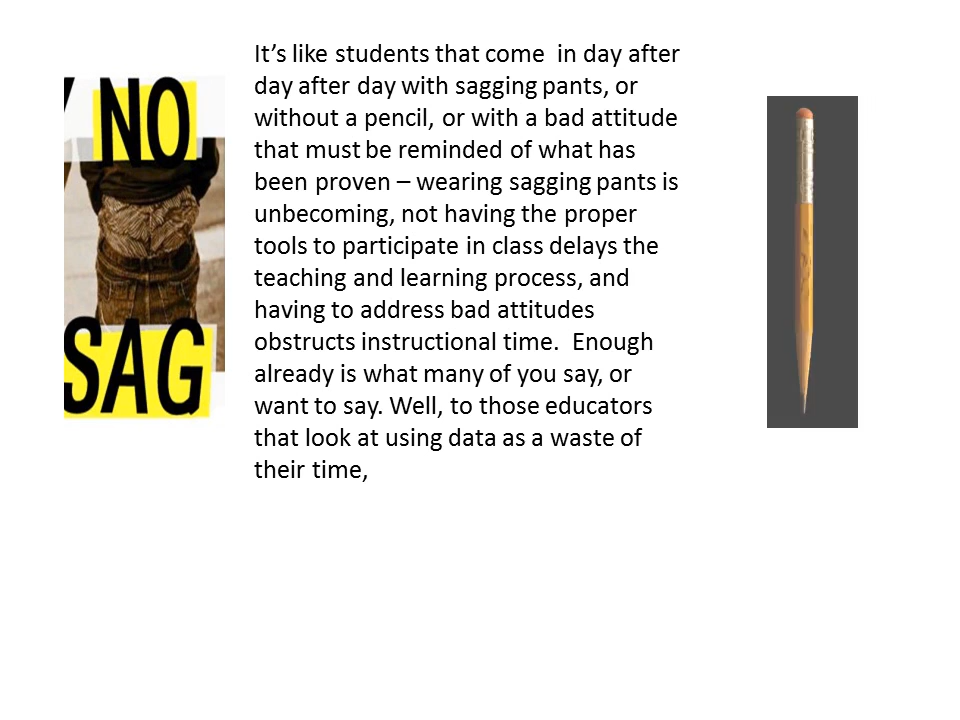 NO
SAG
It’s like students that come  in day after
day after day with sagging pants, or
without a pencil, or with a bad attitude
that must be reminded of what has
been proven – wearing sagging pants is
unbecoming, not having the proper
tools to participate in class delays the
teaching and learning process, and
having to address bad attitudes
obstructs instructional time.  Enough
already is what many of you say, or
want to say. Well, to those educators
that look at using data as a waste of
their time,